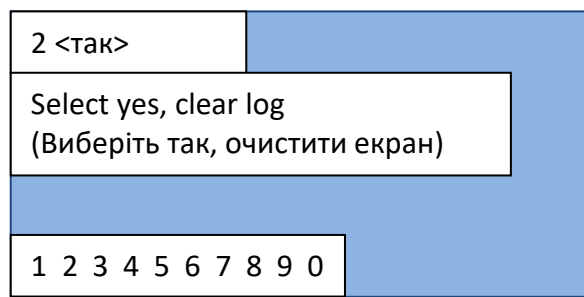 2 <так>
Select yes, clear log
(Виберіть так, очистити екран)
1 2 3 4 5 6 7 8 9 0